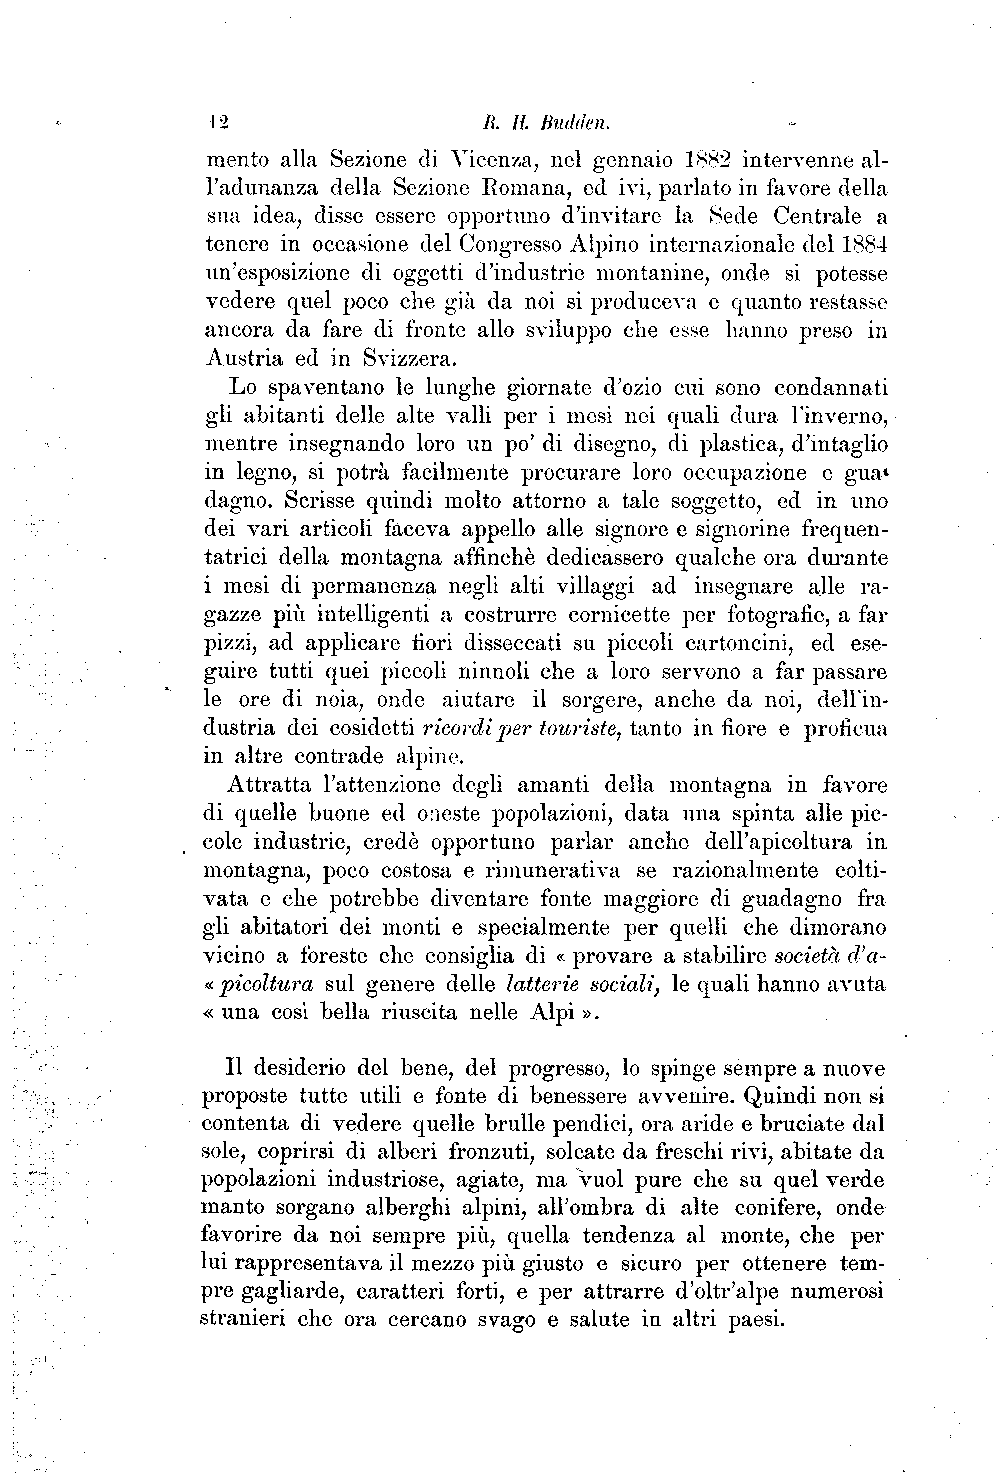 12 R. H. Budden.
mento alla Sezione di Vicenza, nel gennaio 1882 intervenne al-
l'adunanza della Sezione Romana, ed ivi, parlato in favore della
sua idea, disse essere opportuno d'invitare la Sede Centrale a
tenere in occasione del Congresso Alpino internazionale del 1884
un'esposizione di oggetti d'industrie montanine, onde si potesse
vedere quel poco che già da noi si produceva e quanto restasse
ancora da fare di fronte allo sviluppo che esse hanno preso in
Austria ed in Svizzera.
Lo spaventano le lunghe giornate d'ozio cui sono condannati
gli abitanti delle alte valli per i mesi nei quali dura l'inverno,
mentre insegnando loro un po' di disegno, di plastica, d'intaglio
in legno, si potrà facilmente procurare loro occupazione e gua-
dagno. Scrisse quindi molto attorno a tale soggetto, ed in uno
dei vari articoli faceva appello alle signore e signorine frequen-
tatrici della montagna affinchè dedicassero qualche ora durante
i mesi di permanenza negli alti villaggi ad insegnare alle ra-
gazze più intelligenti a costrurre cornicette per fotografie, a far
pizzi, ad applicare fiori disseccati su piccoli cartoncini, ed ese-
guire tutti quei piccoli ninnoli che a loro servono a far passare
le ore di noia, onde aiutare il sorgere, anche da noi, dell'in-
dustria dei cosidetti ricordi per touriste, tanto in fiore e proficua
in altre contrade alpine.
Attratta l'attenzione degli amanti della montagna in favore
di quelle buone ed oneste popolazioni, data una spinta alle pic-
cole industrie, credè opportuno parlar anche dell'apicoltura in
montagna, poco costosa e rimunerativa se razionalmente colti-
vata e che potrebbe diventare fonte maggiore di guadagno fra
gli abitatori dei monti e specialmente per quelli che dimorano
vicino a foreste che consiglia di « provare a stabilire società d'a-
« picoltura sul genere delle latterie sociali, le quali hanno avuta
« una così bella riuscita nelle Alpi ».
Il desiderio del bene, del progresso, lo spinge sempre a nuove
proposte tutte utili e fonte di benessere avvenire. Quindi non si
contenta di vedere quelle brulle pendici, ora aride e bruciate dal
sole, coprirsi di alberi fronzuti, solcate da freschi rivi, abitate da
popolazioni industriose, agiate, ma vuol pure che su quel verde
manto sorgano alberghi alpini, all'ombra di alte conifere, onde
favorire da noi sempre più, quella tendenza al monte, che per
lui rappresentava il mezzo più giusto e sicuro per ottenere tem-
pre gagliarde, caratteri forti, e per attrarre d'oltr'alpe numerosi
stranieri che ora cercano svago e salute in altri paesi.